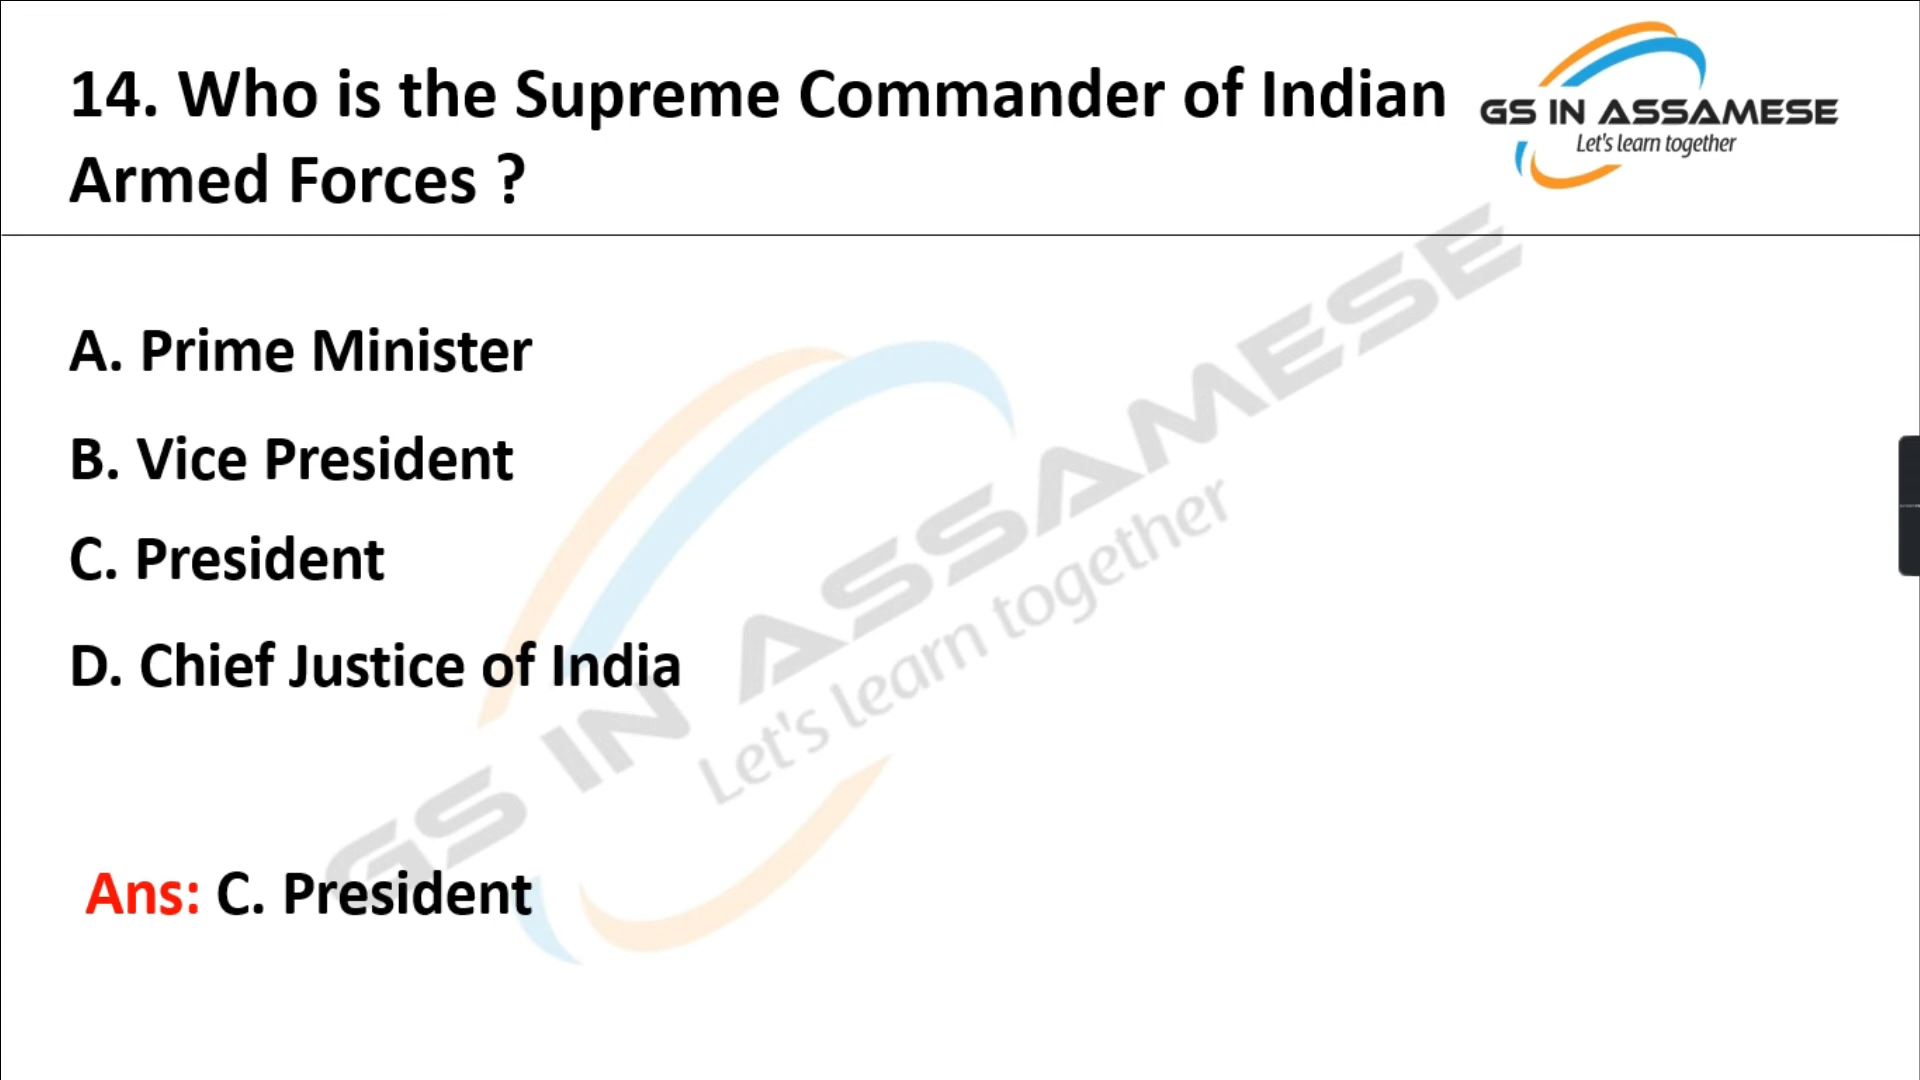 14. Who is the Supreme Commander of Indian
Armed Forces ?
GS IN ASSAMESE
Let's learn together
A. Prime Minister
B. Vice President
C. President
D. Chief Justice of India
GS IN ASSAMESE
Let's learn together
Ans: C. President